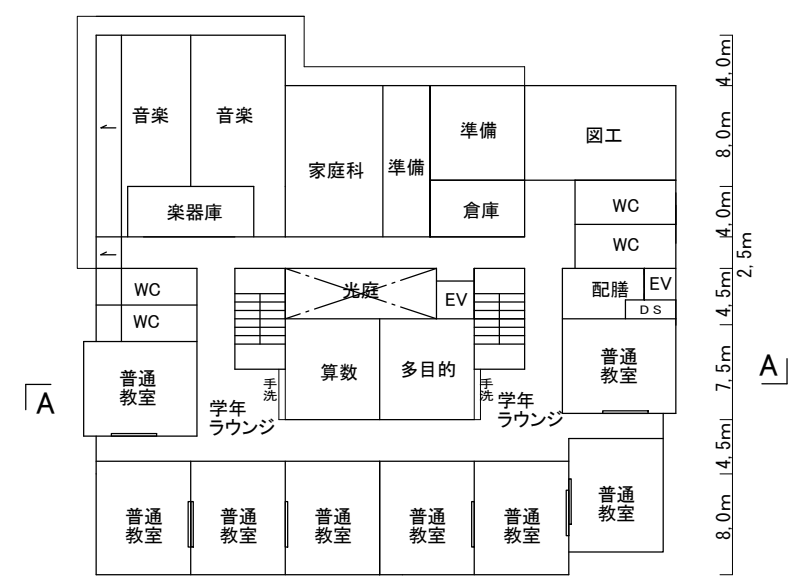 音楽
音楽
家庭科
準備
準備
図工
楽器庫
倉庫
WC
WC
WC
WC
光庭
EV
配膳
EV
DS
普通
教室
算数
多目的
普通
教室
手洗
手洗
学年
ラウンジ
学年
ラウンジ
A
A
普通
教室
普通
教室
普通
教室
普通
教室
普通
教室
普通
教室
4,0m
8,0m
4,0m
2,5m
4,5m
7,5m
4,5m
8,0m